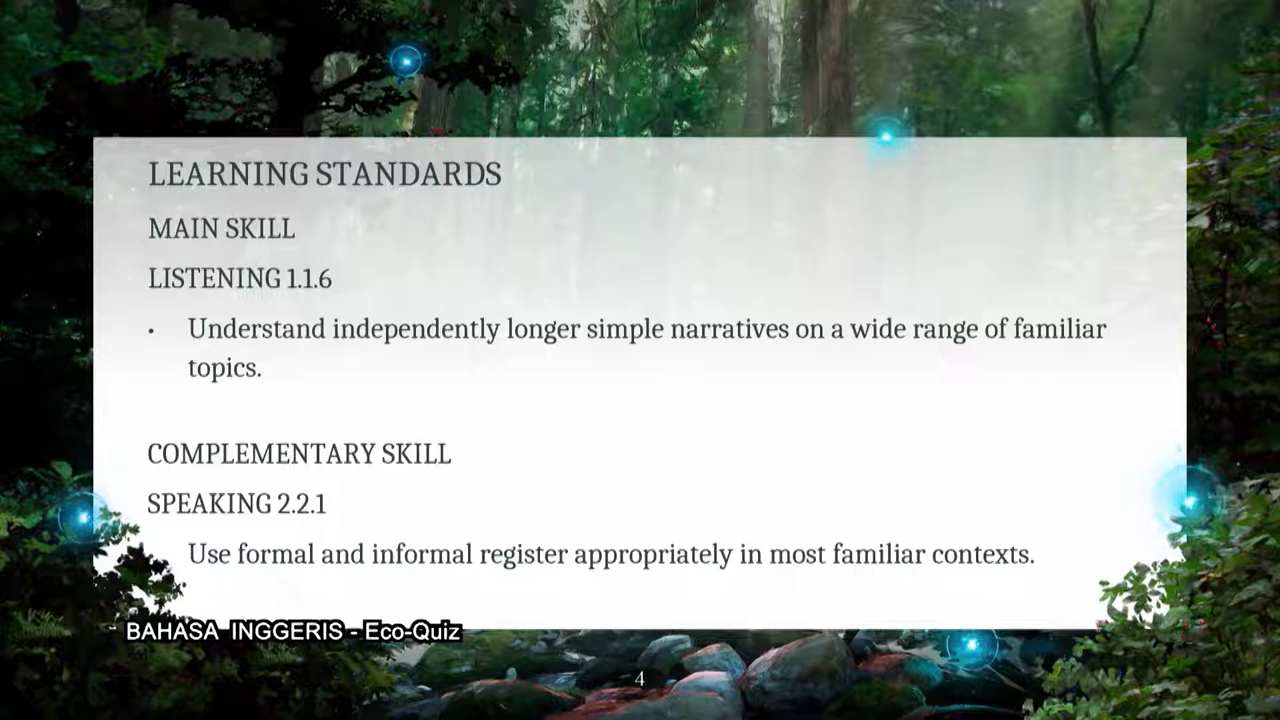 LEARNING STANDARDS
MAIN SKILL
LISTENING 1.1.6
• Understand independently longer simple narratives on a wide range of familiar
topics.
COMPLEMENTARY SKILL
SPEAKING 2.2.1
Use formal and informal register appropriately in most familiar contexts.
BAHASA INGGERIS - Eco-Quiz
4